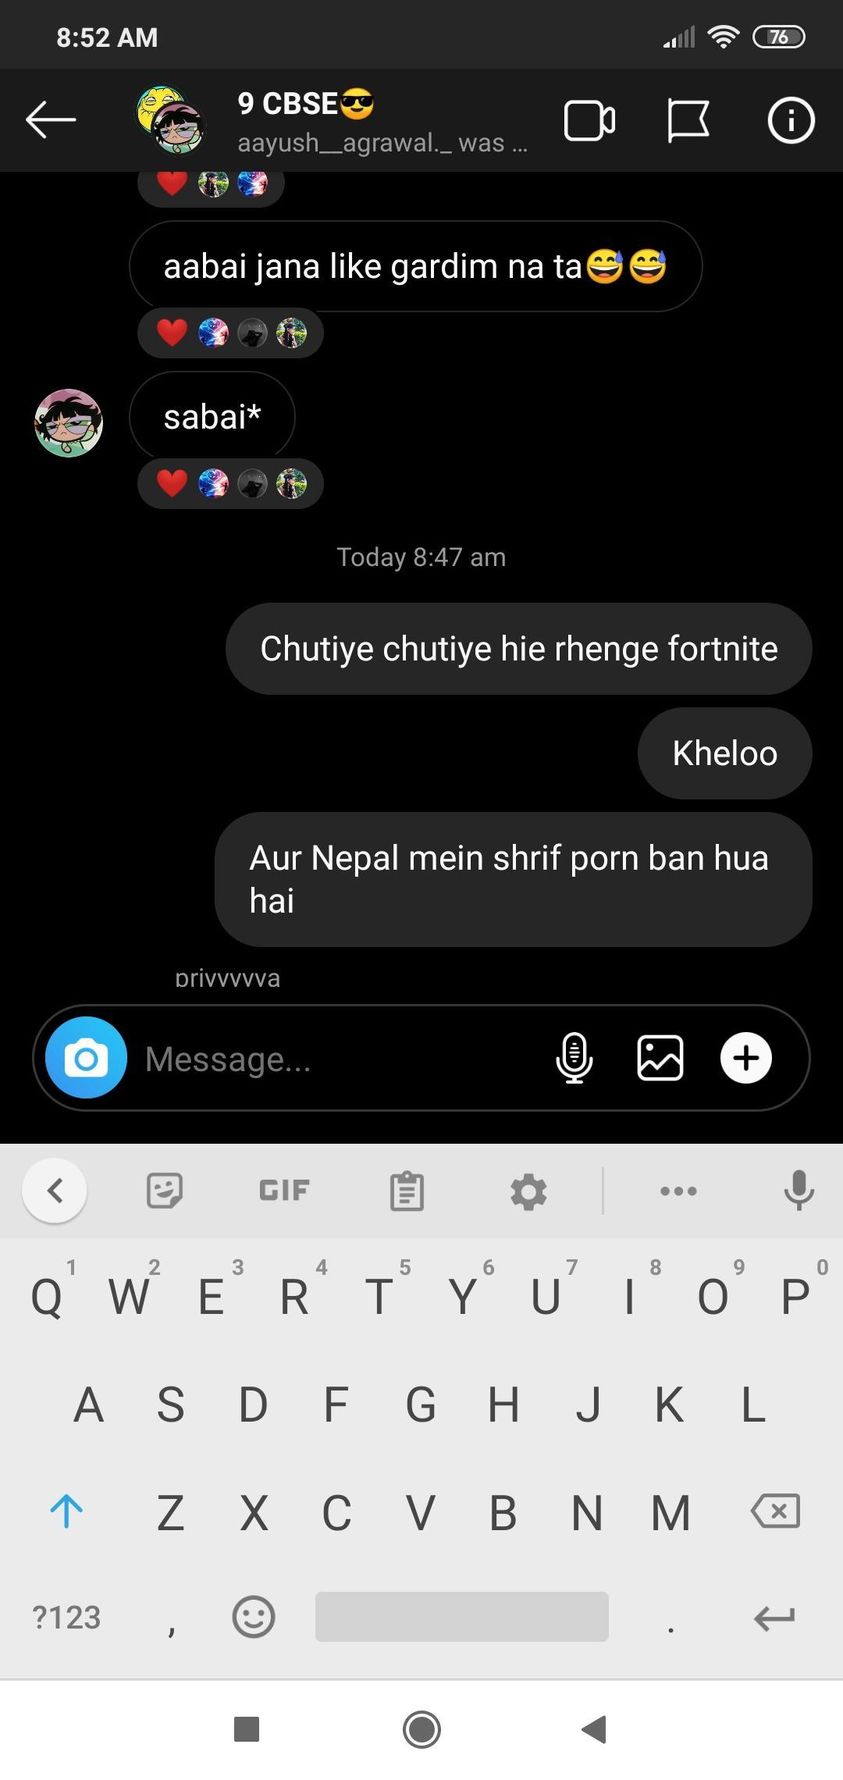 8:52 AM
76
9 CBSE😎
aayush__agrawal._ was ...
aabai jana like gardim na ta😅😅
sabai*
Today 8:47 am
Chutiye chutiye hie rhenge fortnite
Kheloo
Aur Nepal mein shrif porn ban hua
hai
privvvvva
Message...
GIF
1 2 3 4 5 6 7 8 9 0
Q W E R T Y U I O P
A S D F G H J K L
Z X C V B N M
?123 , .